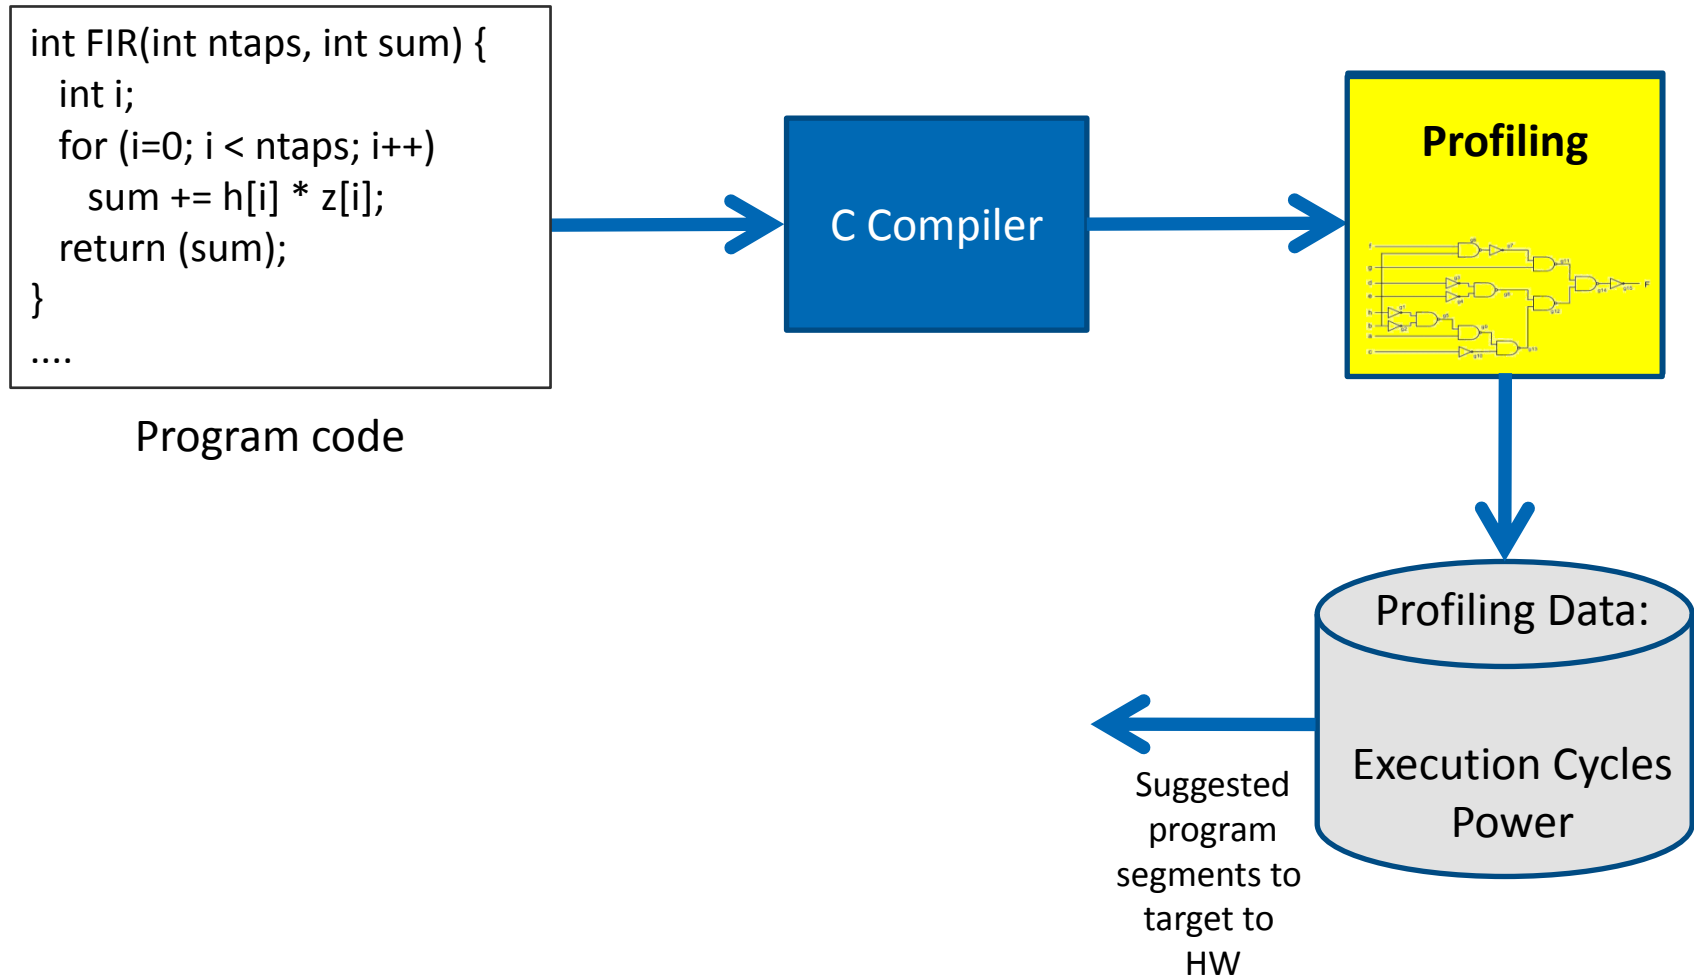 int FIR(int ntaps, int sum) {
int i;
for (i=0; i < ntaps; i++)
sum += h[i] * z[i];
return (sum);
}
....
Program code
C Compiler
Profiling
f
g
d
e
h
b
a
c
F
Profiling Data:
Execution Cycles
Power
Suggested
program
segments to
target to
HW